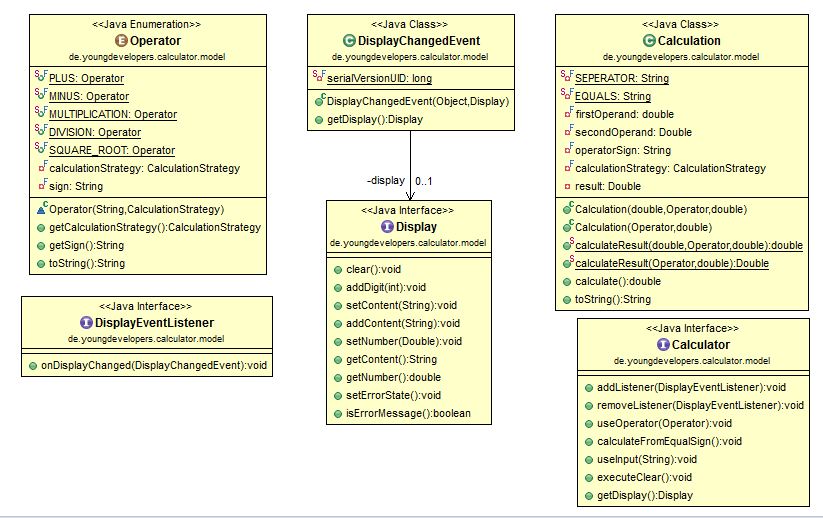 <<Java Enumeration>>
E Operator
de.youngdevelopers.calculator.model
S F PLUS: Operator
S F MINUS: Operator
S F MULTIPLICATION: Operator
S F DIVISION: Operator
S F SQUARE_ROOT: Operator
F calculationStrategy: CalculationStrategy
F sign: String
C Operator(String,CalculationStrategy)
getCalculationStrategy():CalculationStrategy
getSign():String
toString():String
<<Java Interface>>
I DisplayEventListener
de.youngdevelopers.calculator.model
onDisplayChanged(DisplayChangedEvent):void
<<Java Class>>
C DisplayChangedEvent
de.youngdevelopers.calculator.model
S F serialVersionUID: long
C DisplayChangedEvent(Object,Display)
getDisplay():Display
-display 0..1
<<Java Interface>>
I Display
de.youngdevelopers.calculator.model
clear():void
addDigit(int):void
setContent(String):void
addContent(String):void
setNumber(Double):void
getContent():String
getNumber():double
setErrorState():void
isErrorMessage():boolean
<<Java Class>>
C Calculation
de.youngdevelopers.calculator.model
S F SEPERATOR: String
S F EQUALS: String
F firstOperand: double
F secondOperand: Double
F operatorSign: String
F calculationStrategy: CalculationStrategy
result: Double
C Calculation(double,Operator,double)
C Calculation(Operator,double)
S calculateResult(double,Operator,double):double
S calculateResult(Operator,double):Double
calculate():double
toString():String
<<Java Interface>>
I Calculator
de.youngdevelopers.calculator.model
addListener(DisplayEventListener):void
removeListener(DisplayEventListener):void
useOperator(Operator):void
calculateFromEqualSign():void
useInput(String):void
executeClear():void
getDisplay():Display